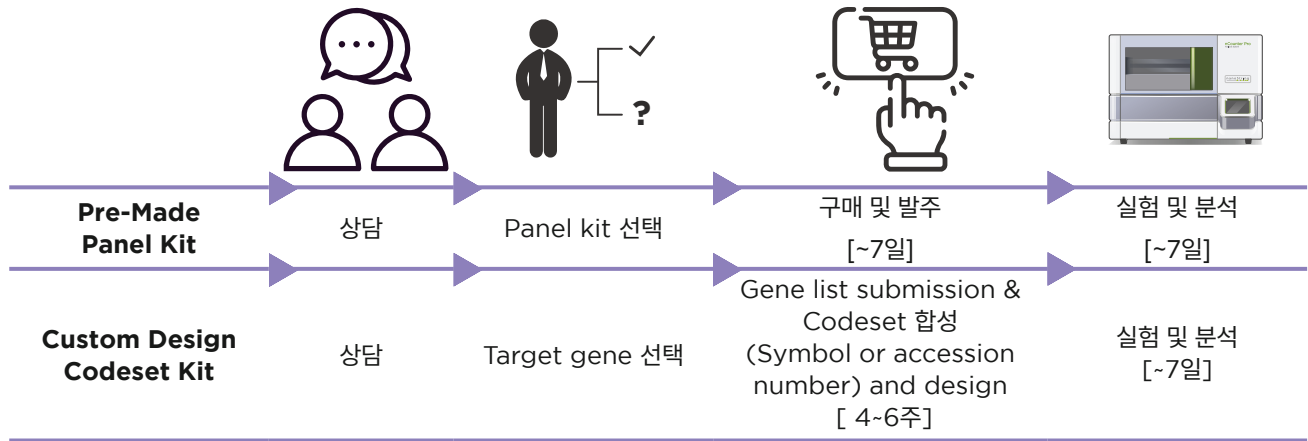 ?
nCounter Pro
Pre-Made
Panel Kit
상담
Panel kit 선택
구매 및 발주
[~7일]
실험 및 분석
[~7일]
Custom Design
Codeset Kit
상담
Target gene 선택
Gene list submission &
Codeset 합성
(Symbol or accession
number) and design
[ 4~6주]
실험 및 분석
[~7일]